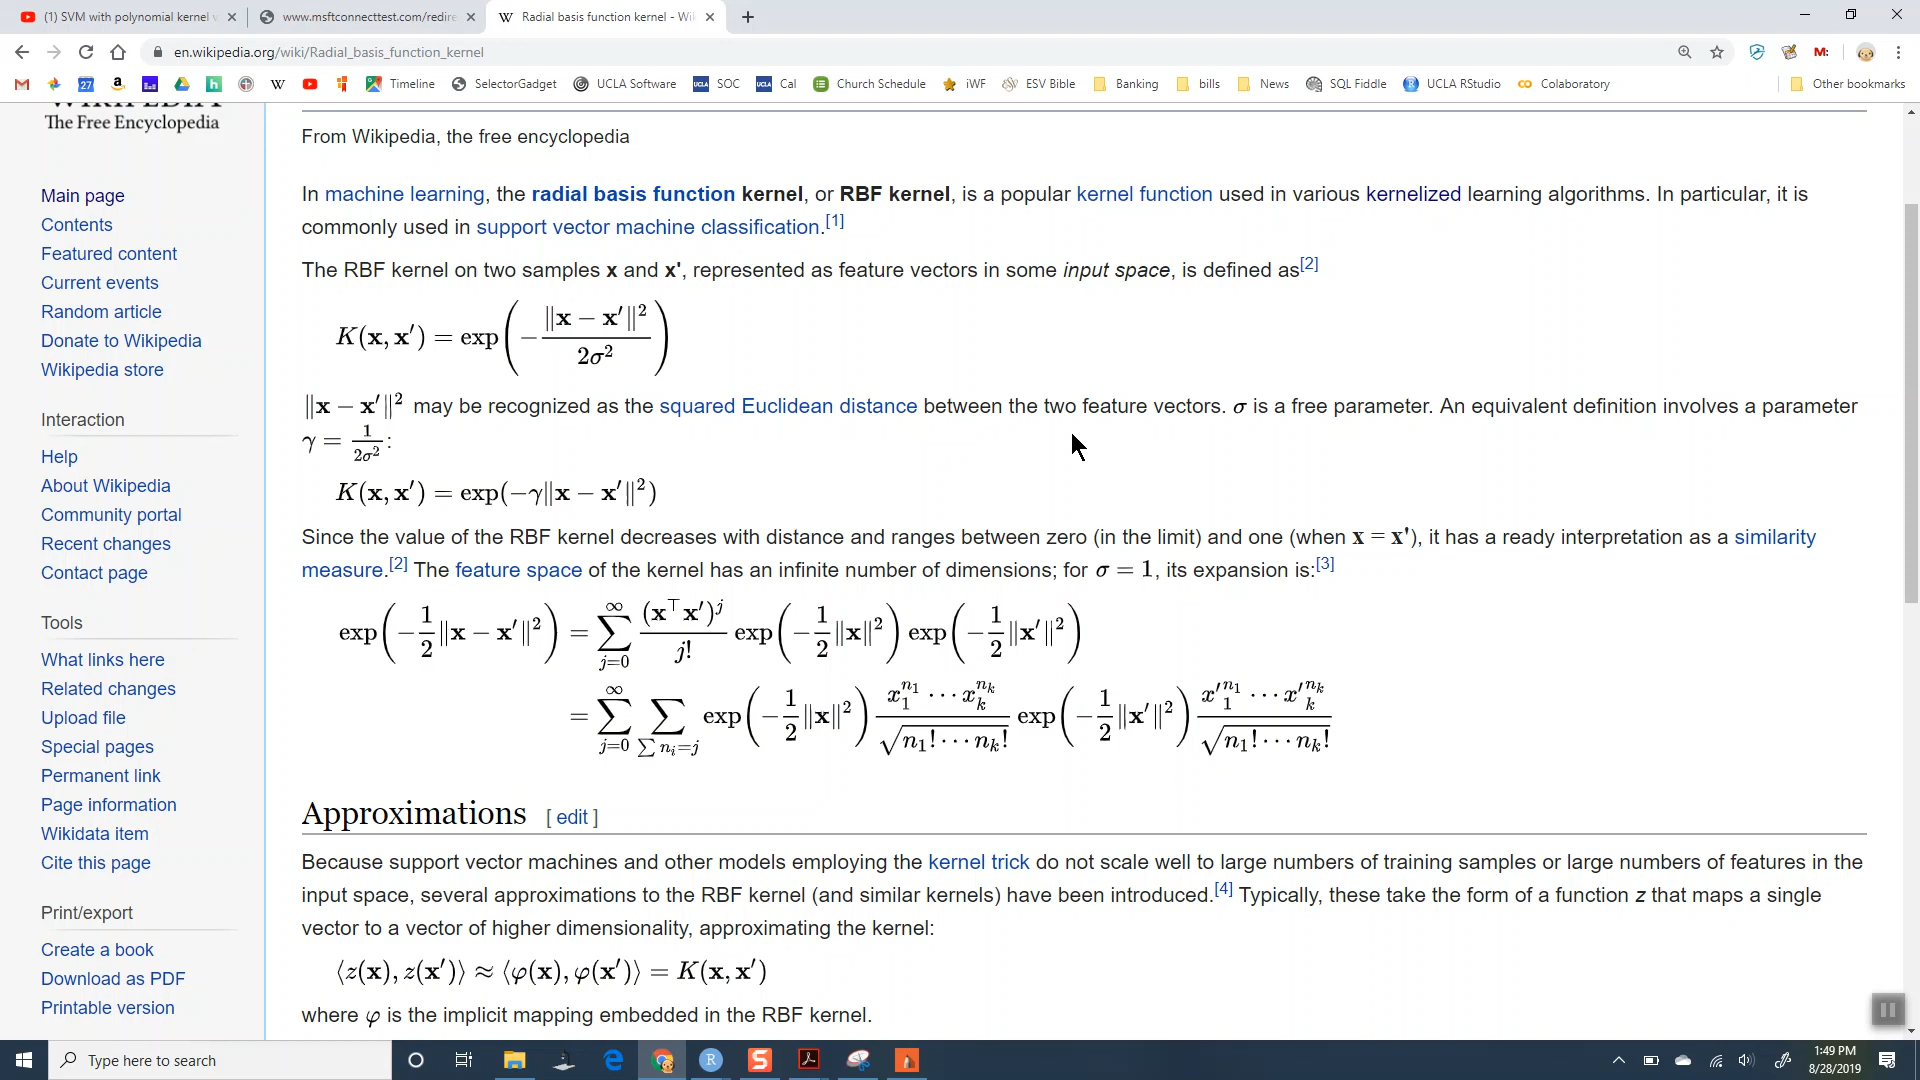 (1) SVM with polynomial kernel v
www.msftconnecttest.com/redire
Radial basis function kernel - Wi
en.wikipedia.org/wiki/Radial_basis_function_kernel
Timeline SelectorGadget UCLA Software SOC Cal Church Schedule iWF ESV Bible Banking bills News SQL Fiddle UCLA RStudio Colaboratory Other bookmarks
The Free Encyclopedia
Main page
Contents
Featured content
Current events
Random article
Donate to Wikipedia
Wikipedia store
Interaction
Help
About Wikipedia
Community portal
Recent changes
Contact page
Tools
What links here
Related changes
Upload file
Special pages
Permanent link
Page information
Wikidata item
Cite this page
Print/export
Create a book
Download as PDF
Printable version
From Wikipedia, the free encyclopedia
In machine learning, the radial basis function kernel, or RBF kernel, is a popular kernel function used in various kernelized learning algorithms. In particular, it is
commonly used in support vector machine classification.[1]
The RBF kernel on two samples x and x', represented as feature vectors in some input space, is defined as[2]
K(x, x′) = exp(−‖x − x′‖² / 2σ²)
‖x − x′‖² may be recognized as the squared Euclidean distance between the two feature vectors. σ is a free parameter. An equivalent definition involves a parameter
γ = 1/2σ²:
K(x, x′) = exp(−γ‖x − x′‖²)
Since the value of the RBF kernel decreases with distance and ranges between zero (in the limit) and one (when x = x'), it has a ready interpretation as a similarity
measure.[2] The feature space of the kernel has an infinite number of dimensions; for σ = 1, its expansion is:[3]
exp(−1/2‖x − x′‖²) = ∑_{j=0}^{∞} (x⊤x′)^j / j! exp(−1/2‖x‖²) exp(−1/2‖x′‖²)
= ∑_{j=0}^{∞} ∑_{∑n_i=j} exp(−1/2‖x‖²) x_1^{n_1} ⋯ x_k^{n_k} / √(n_1! ⋯ n_k!) exp(−1/2‖x′‖²) x′_1^{n_1} ⋯ x′_k^{n_k} / √(n_1! ⋯ n_k!)
Approximations [ edit ]
Because support vector machines and other models employing the kernel trick do not scale well to large numbers of training samples or large numbers of features in the
input space, several approximations to the RBF kernel (and similar kernels) have been introduced.[4] Typically, these take the form of a function z that maps a single
vector to a vector of higher dimensionality, approximating the kernel:
⟨z(x), z(x′)⟩ ≈ ⟨φ(x), φ(x′)⟩ = K(x, x′)
where φ is the implicit mapping embedded in the RBF kernel.
Type here to search
1:49 PM
8/28/2019